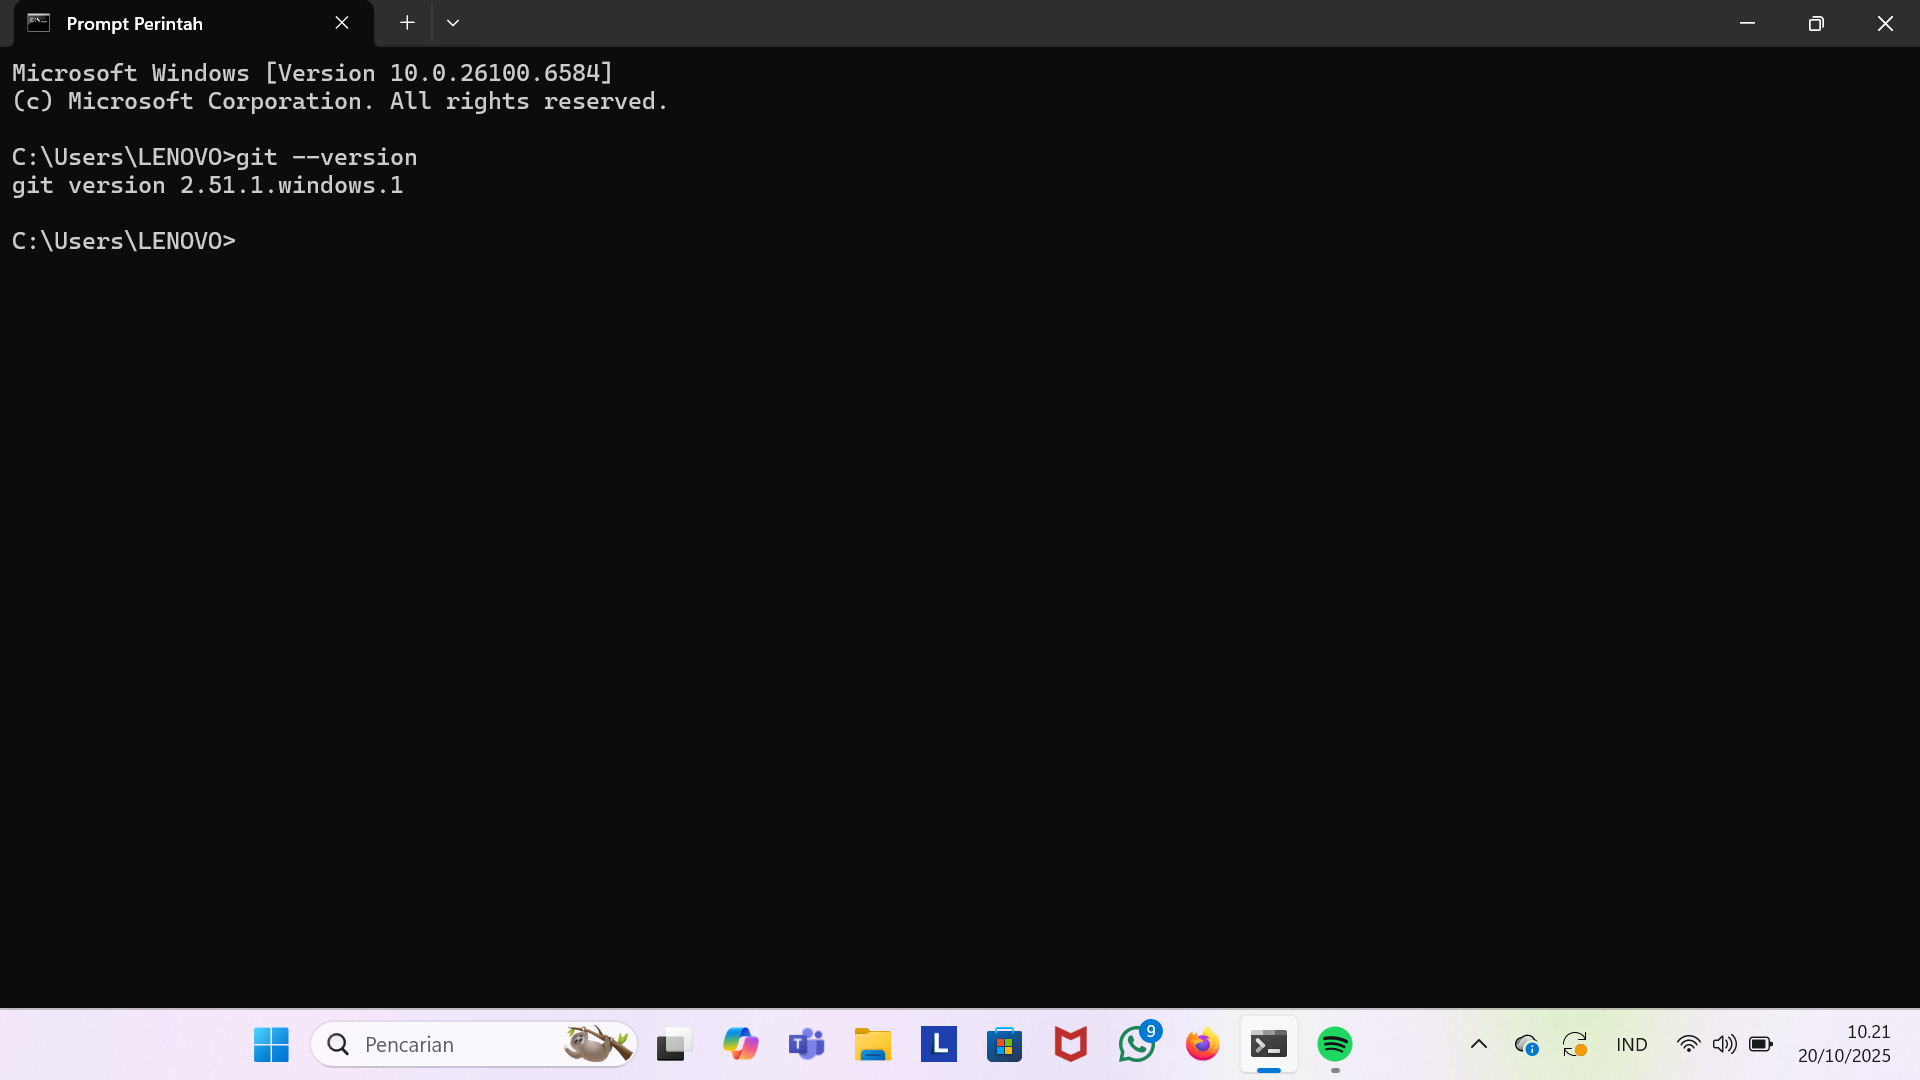 Prompt Perintah
Microsoft Windows [Version 10.0.26100.6584]
(c) Microsoft Corporation. All rights reserved.
C:\Users\LENOVO>git --version
git version 2.51.1.windows.1
C:\Users\LENOVO>
Pencarian
T
L
9
IND
10.21
20/10/2025